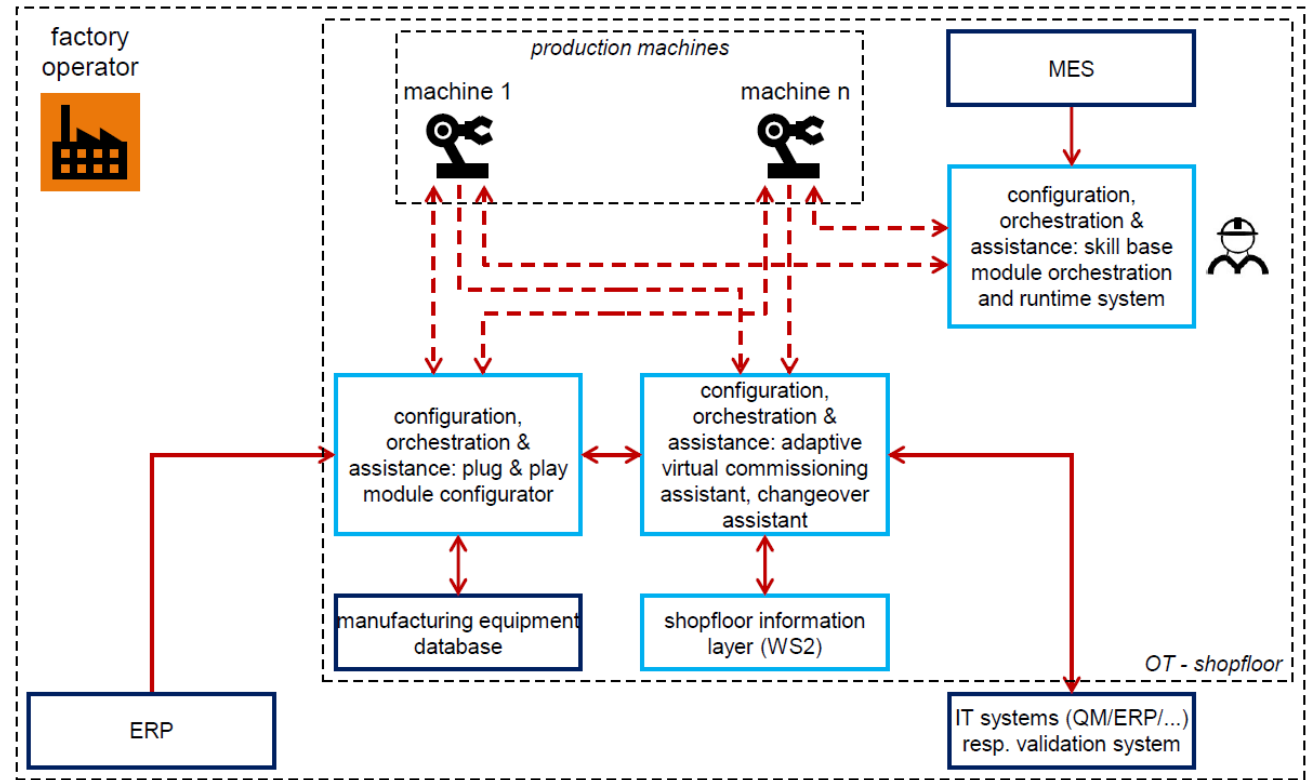 factory
operator
production machines
machine 1
machine n
MES
configuration,
orchestration &
assistance: skill base
module orchestration
and runtime system
configuration,
orchestration &
assistance: plug & play
module configurator
configuration,
orchestration &
assistance: adaptive
virtual commissioning
assistant, changeover
assistant
manufacturing equipment
database
shopfloor information
layer (WS2)
OT - shopfloor
ERP
IT systems (QM/ERP/...)
resp. validation system